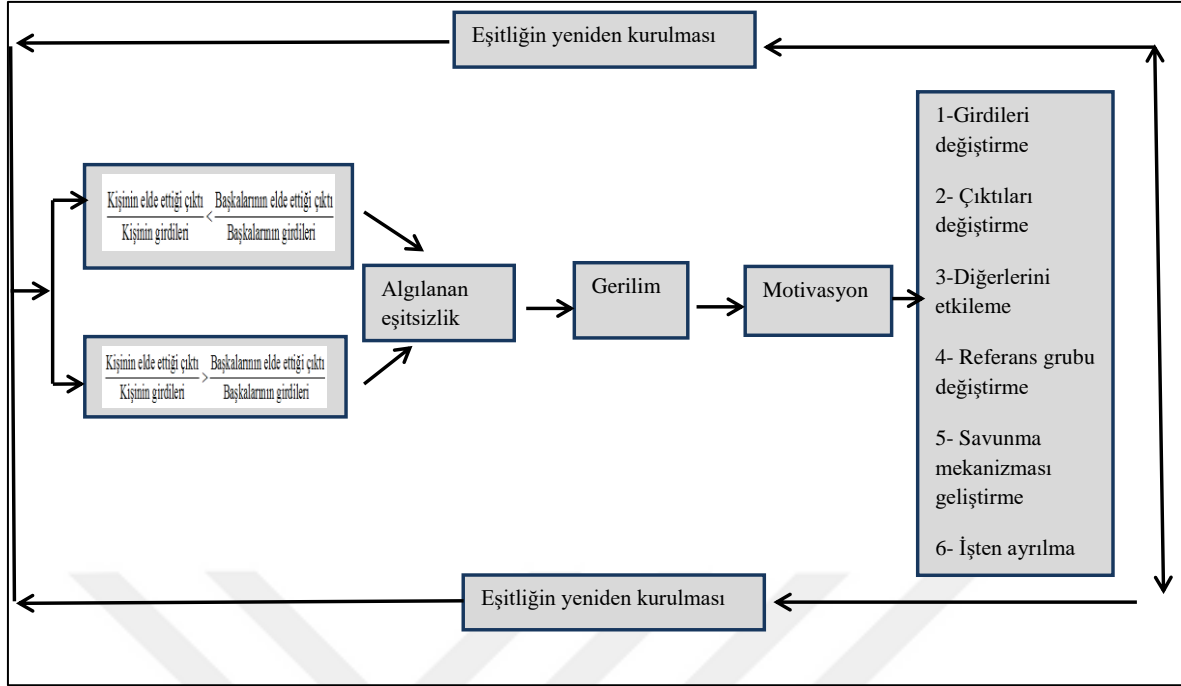 Eşitliğin yeniden kurulması
Kişinin elde ettiği çıktı < Başkalarının elde ettiği çıktı
Kişinin girdileri Başkalarının girdileri
Kişinin elde ettiği çıktı > Başkalarının elde ettiği çıktı
Kişinin girdileri Başkalarının girdileri
Algılanan
eşitsizlik
Gerilim
Motivasyon
1-Girdileri
değiştirme
2- Çıktıları
değiştirme
3-Diğerlerini
etkileme
4- Referans grubu
değiştirme
5- Savunma
mekanizması
geliştirme
6- İşten ayrılma
Eşitliğin yeniden kurulması